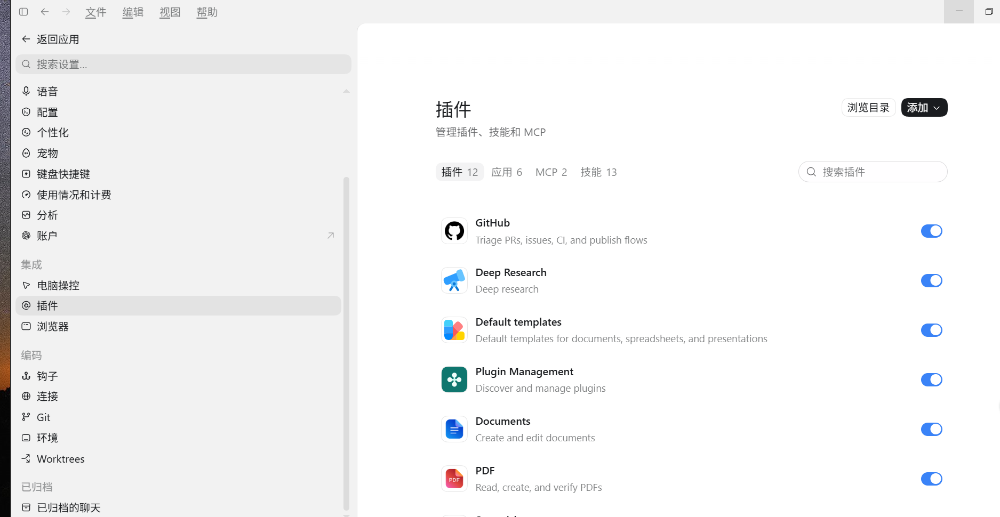 文件 编辑 视图 帮助
返回应用
搜索设置...
语音
配置
个性化
宠物
键盘快捷键
使用情况和计费
分析
账户
集成
电脑操控
插件
浏览器
编码
钩子
连接
Git
环境
Worktrees
已归档
已归档的聊天
插件
浏览目录 添加
管理插件、技能和 MCP
插件 12 应用 6 MCP 2 技能 13
搜索插件
GitHub
Triage PRs, issues, CI, and publish flows
Deep Research
Deep research
Default templates
Default templates for documents, spreadsheets, and presentations
Plugin Management
Discover and manage plugins
Documents
Create and edit documents
PDF
PDF
Read, create, and verify PDFs